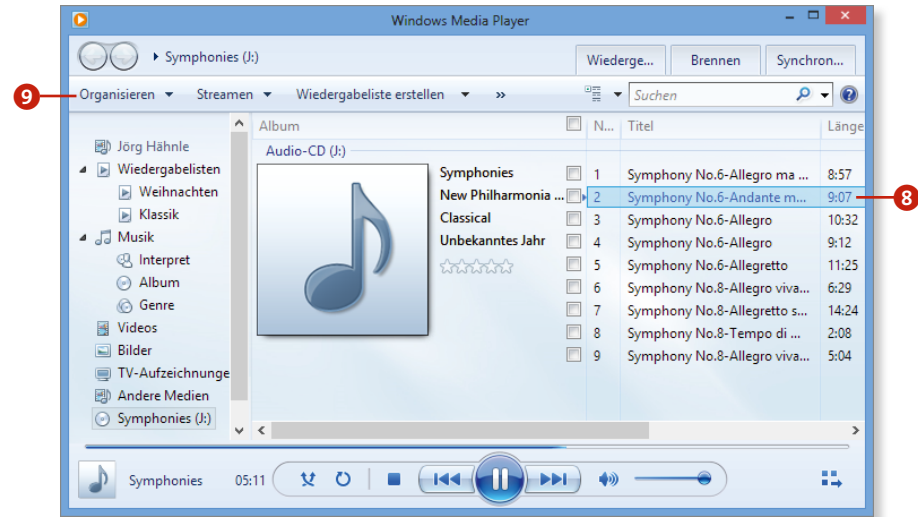 Windows Media Player
Symphonies (J:)
Wiederge... Brennen Synchron...
9
Organisieren Streamen Wiedergabeliste erstellen » Suchen
Album N... Titel Länge
Jörg Hähnle
Wiedergabelisten
Weihnachten
Klassik
Musik
Interpret
Album
Genre
Videos
Bilder
TV-Aufzeichnunge
Andere Medien
Symphonies (J:)
Audio-CD (J:)
Symphonies
New Philharmonia ...
Classical
Unbekanntes Jahr
1 Symphony No.6-Allegro ma ... 8:57
2 Symphony No.6-Andante m... 9:07
8
3 Symphony No.6-Allegro 10:32
4 Symphony No.6-Allegro 9:12
5 Symphony No.6-Allegretto 11:25
6 Symphony No.8-Allegro viva... 6:29
7 Symphony No.8-Allegretto s... 14:24
8 Symphony No.8-Tempo di ... 2:08
9 Symphony No.8-Allegro viva... 5:04
Symphonies 05:11